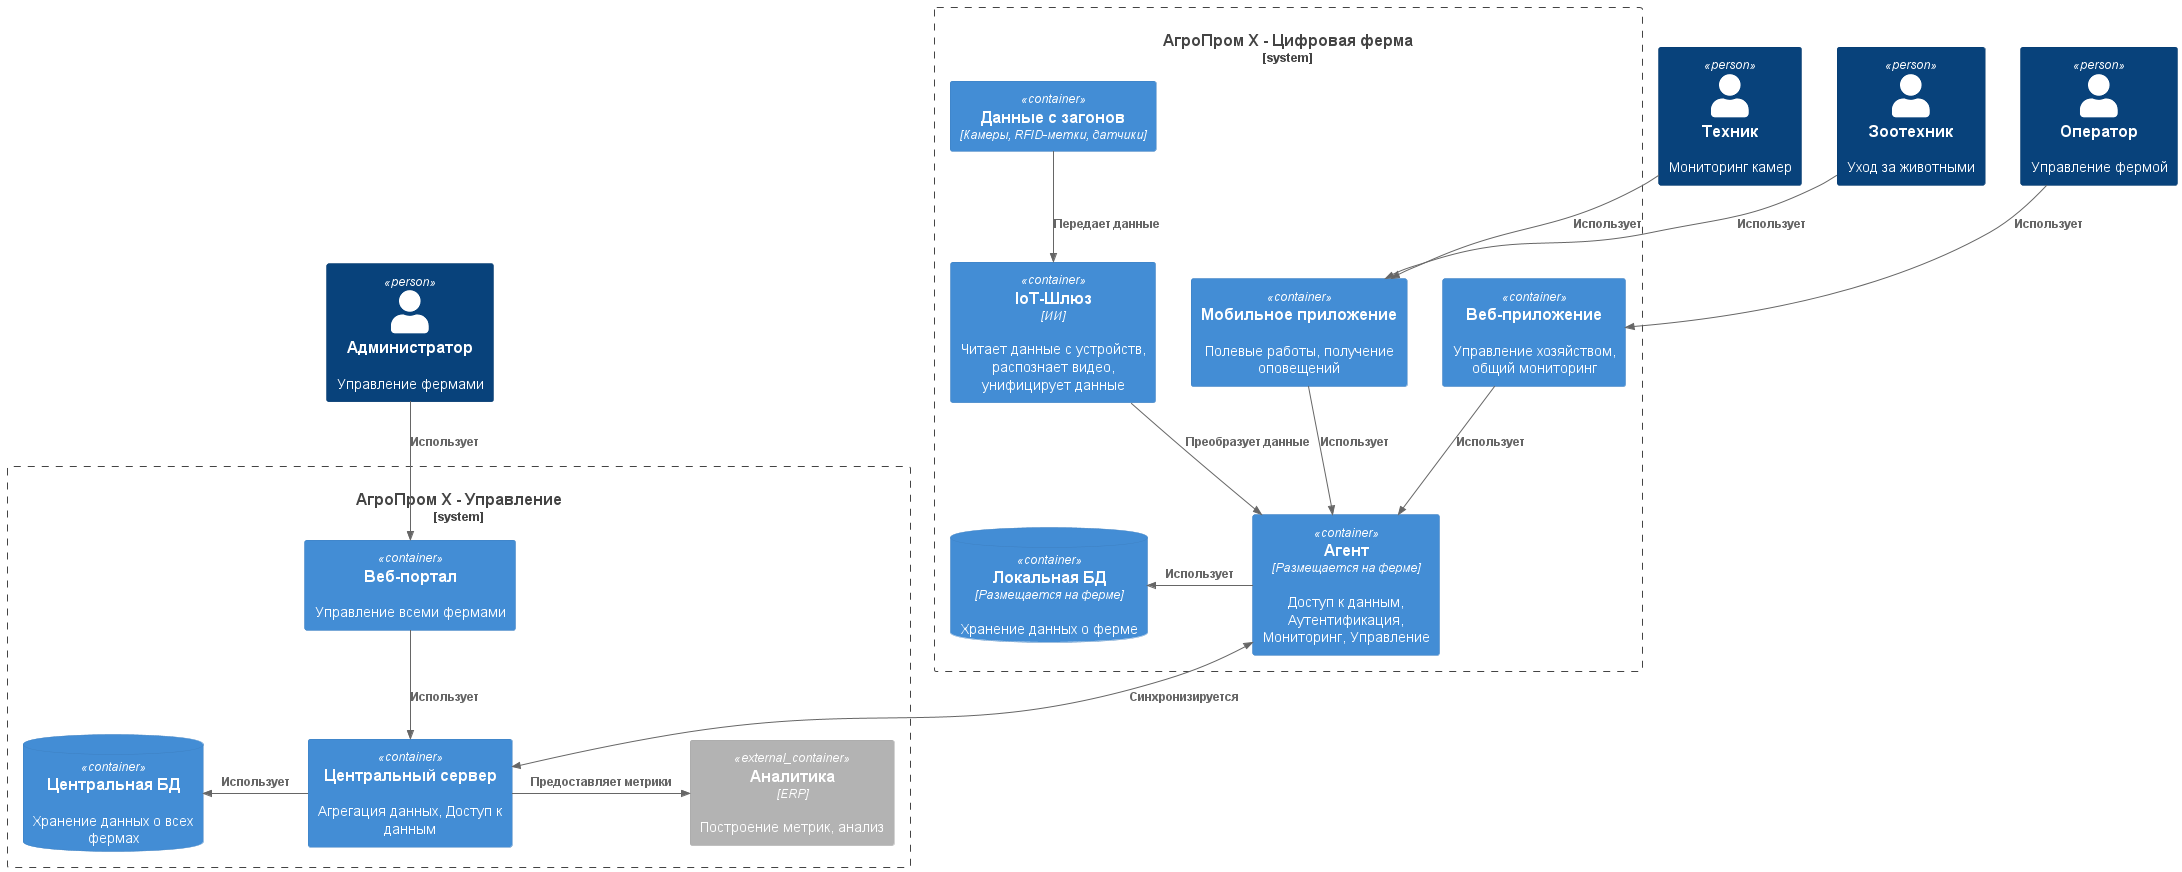 АгроПром X - Цифровая ферма
[system]
«container»
Данные с загонов
[Камеры, RFID-метки, датчики]
«person»
Техник
Мониторинг камер
«person»
Зоотехник
Уход за животными
«person»
Оператор
Управление фермой
Передает данные
Использует
Использует
Использует
«person»
Администратор
Управление фермами
«container»
IoT-Шлюз
[ИИ]
Читает данные с устройств,
распознает видео,
унифицирует данные
«container»
Мобильное приложение
Полевые работы, получение
оповещений
«container»
Веб-приложение
Управление хозяйством,
общий мониторинг
Использует
Преобразует данные
Использует
Использует
АгроПром X - Управление
[system]
«container»
Веб-портал
Управление всеми фермами
«container»
Локальная БД
[Размещается на ферме]
Хранение данных о ферме
Использует
«container»
Агент
[Размещается на ферме]
Доступ к данным,
Аутентификация,
Мониторинг, Управление
Использует
Синхронизируется
«container»
Центральная БД
Хранение данных о всех
фермах
Использует
«container»
Центральный сервер
Агрегация данных, Доступ к
данным
Предоставляет метрики
«external_container»
Аналитика
[ERP]
Построение метрик, анализ